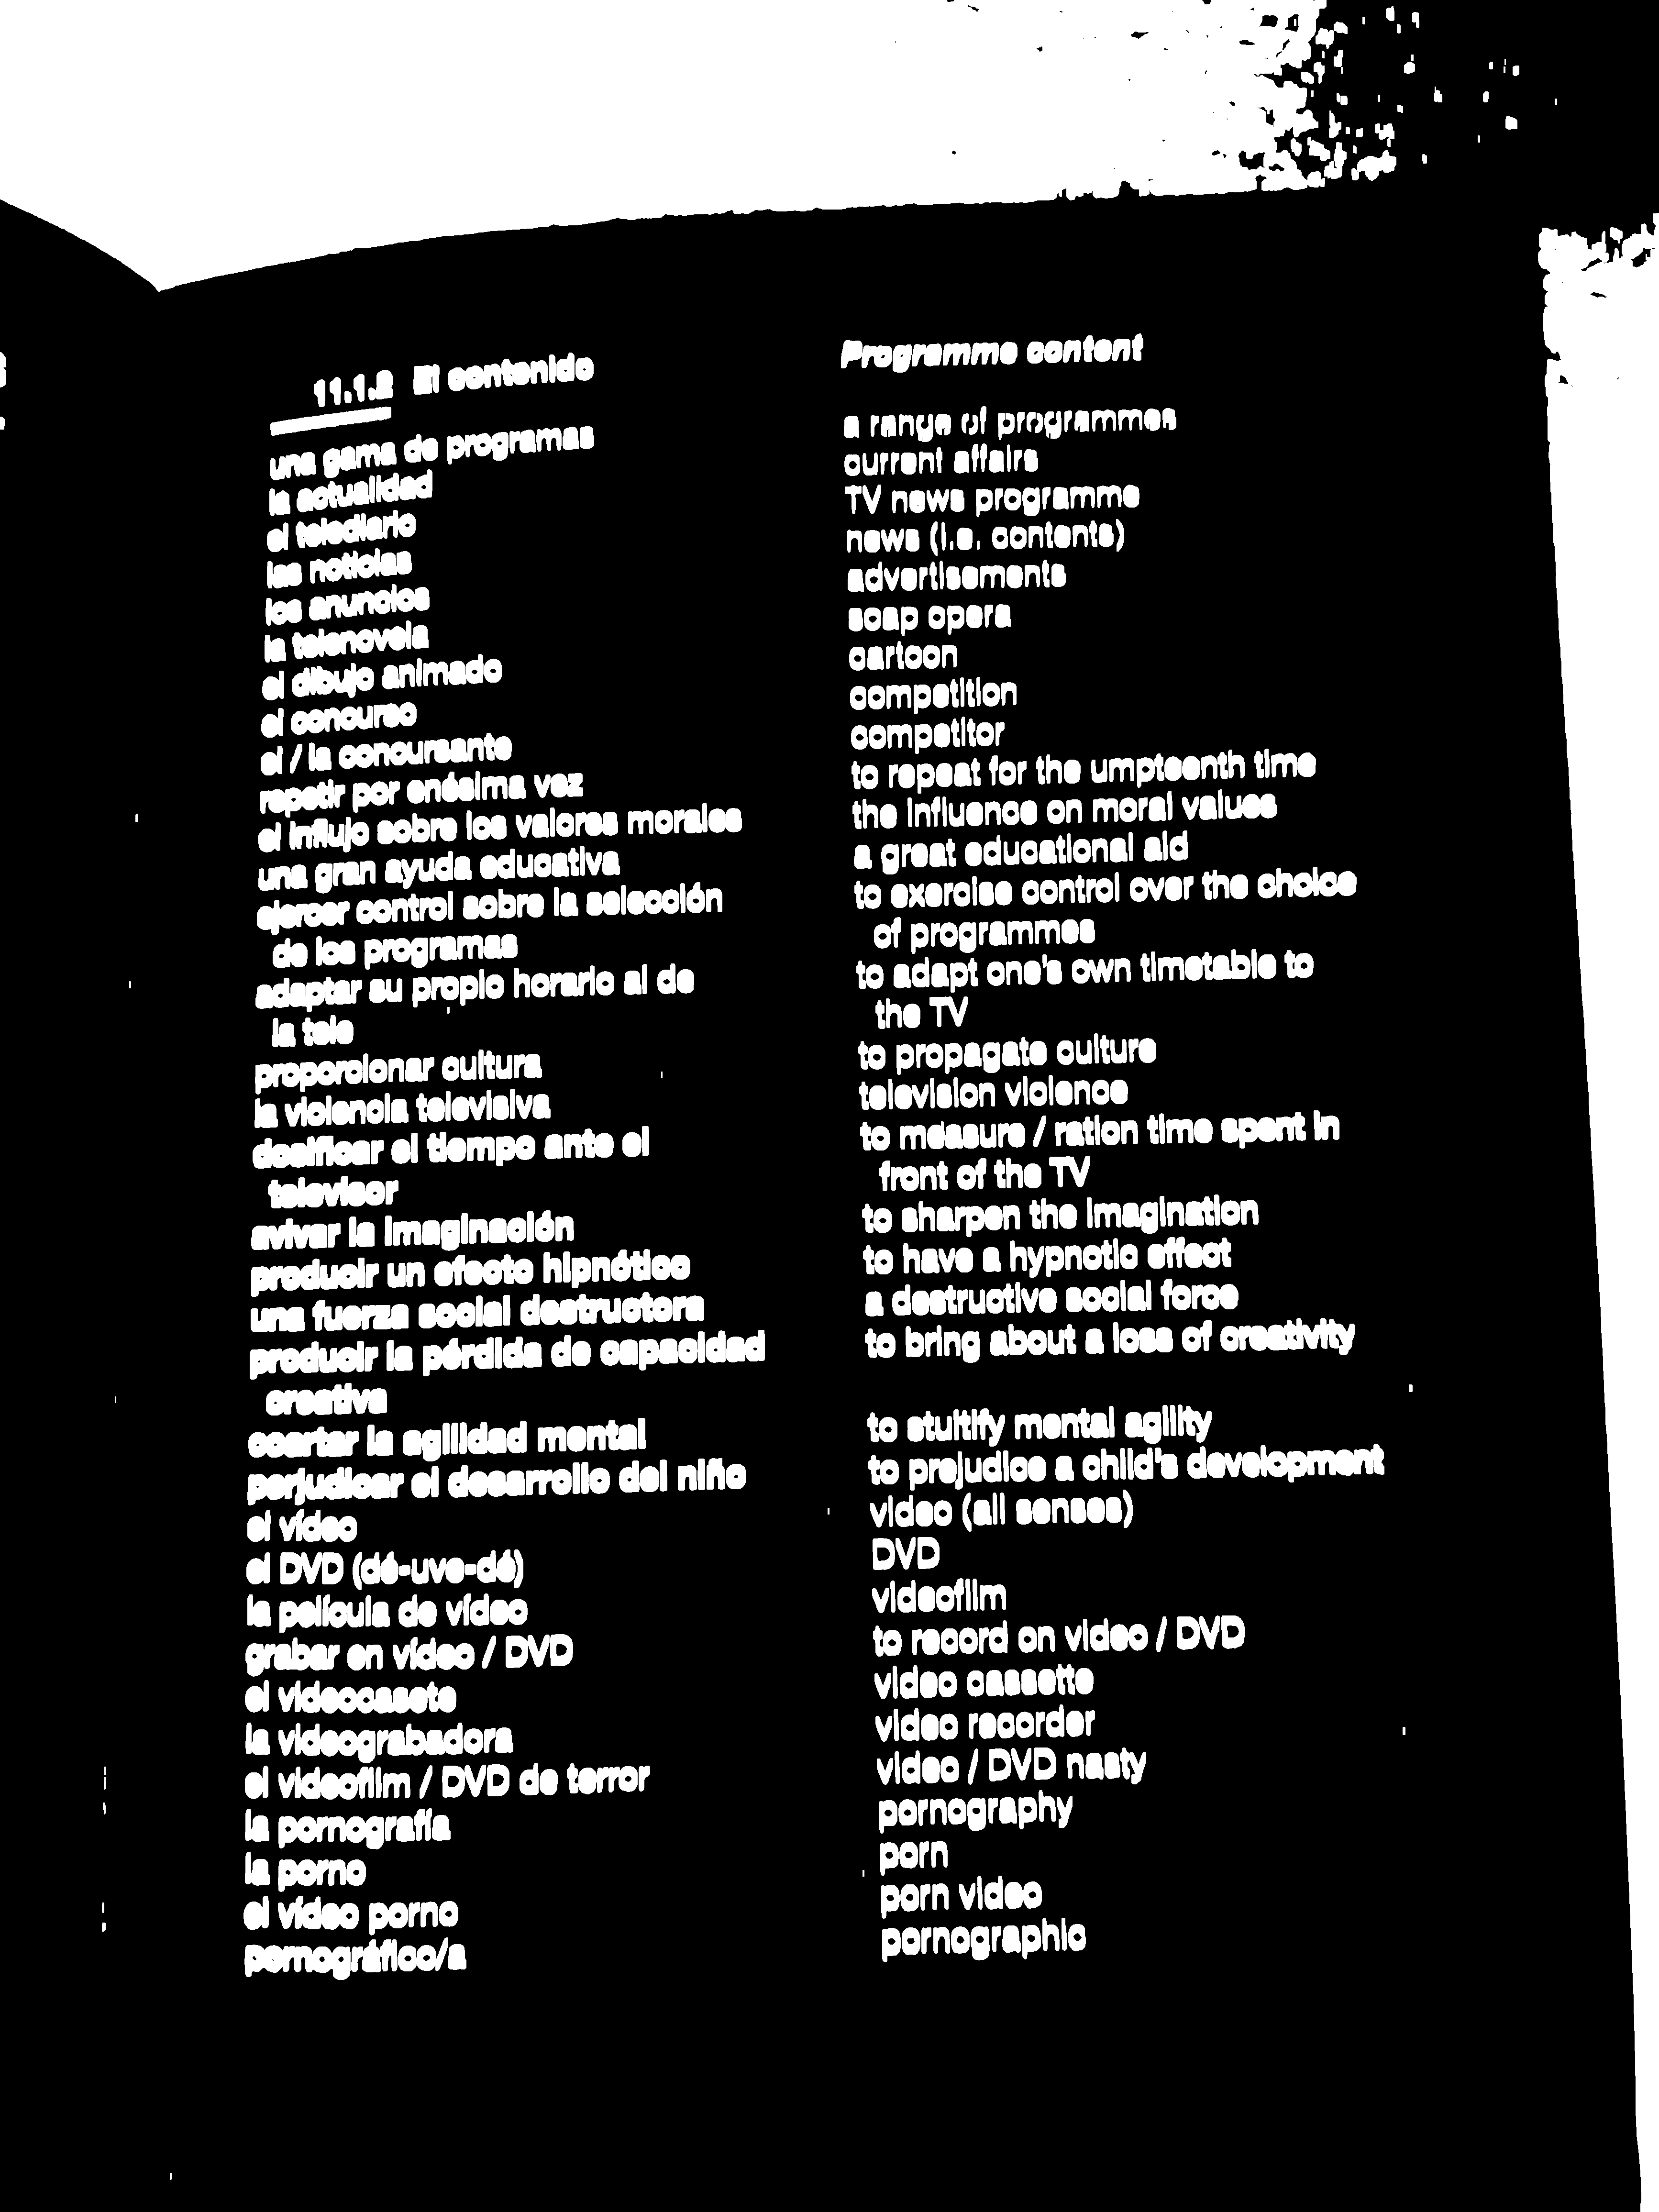 11.1.2 El contenido
una gama de programas
la actualidad
el telediario
las noticias
los anuncios
la telenovela
el dibujo animado
el concurso
el / la concursante
repetir por enésima vez
el influjo sobre los valores morales
una gran ayuda educativa
ejercer control sobre la selección
de los programas
adaptar su propio horario al de
la tele
proporcionar cultura
la violencia televisiva
dosificar el tiempo ante el
televisor
avivar la imaginación
producir un efecto hipnótico
una fuerza social destructora
producir la pérdida de capacidad
creativa
coartar la agilidad mental
perjudicar el desarrollo del niño
el vídeo
el DVD (dé-uve-dé)
la película de vídeo
grabar en vídeo / DVD
el videocasete
la videograbadora
el videofilm / DVD de terror
la pornografía
la porno
el vídeo porno
pornográfico/a
Programme content
a range of programmes
current affairs
TV news programme
news (i.e. contents)
advertisements
soap opera
cartoon
competition
competitor
to repeat for the umpteenth time
the influence on moral values
a great educational aid
to exercise control over the choice
of programmes
to adapt one's own timetable to
the TV
to propagate culture
television violence
to measure / ration time spent in
front of the TV
to sharpen the imagination
to have a hypnotic effect
a destructive social force
to bring about a loss of creativity
to stultify mental agility
to prejudice a child's development
video (all senses)
DVD
videofilm
to record on video / DVD
video cassette
video recorder
video / DVD nasty
pornography
porn
porn video
pornographic